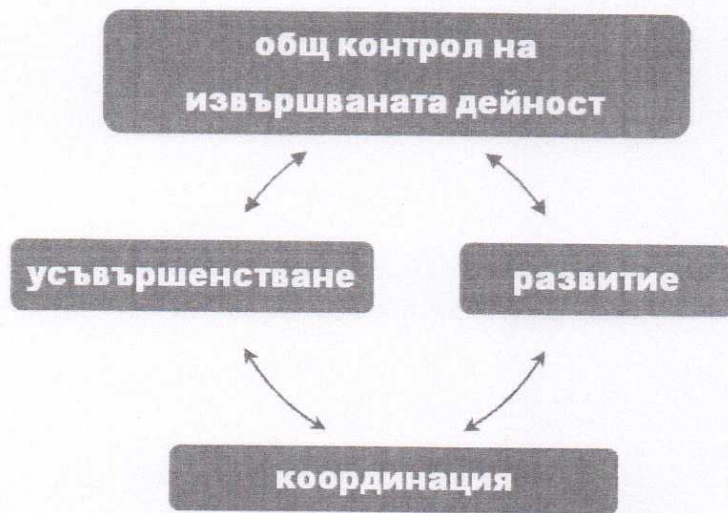 общ контрол на
извършваната дейност
усъвършенстване
развитие
координация